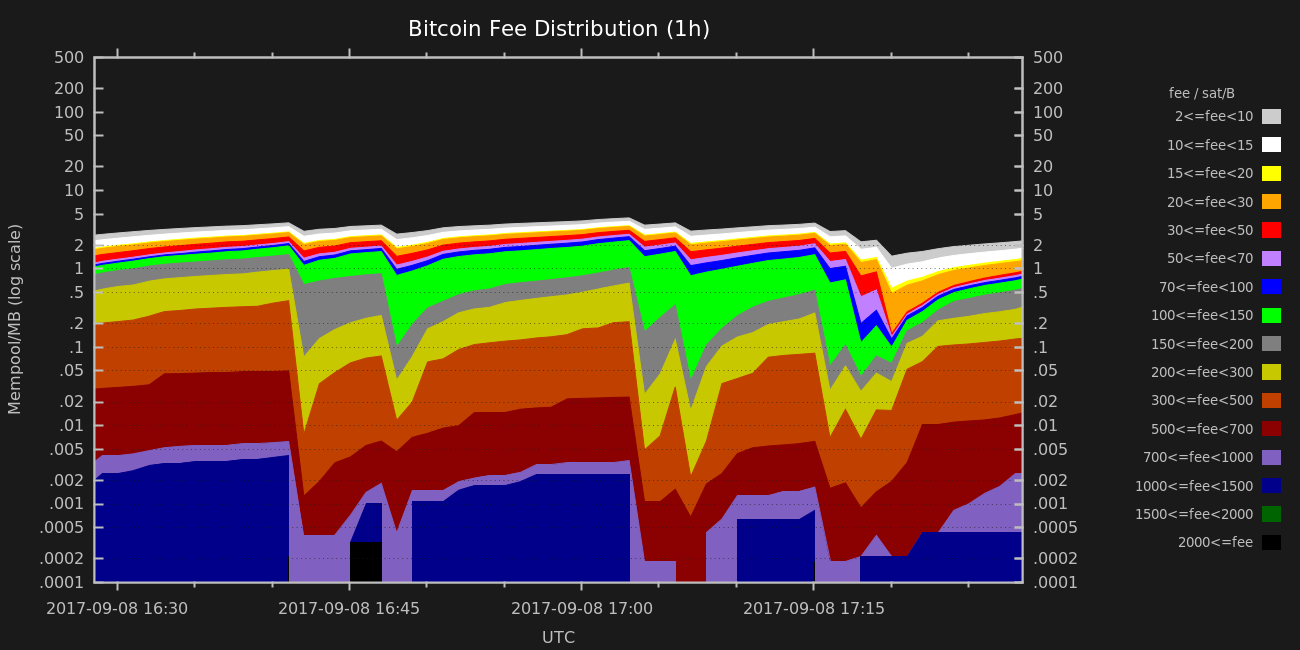 Bitcoin Fee Distribution (1h)
500
200
100
50
20
10
5
2
1
.5
.2
.1
.05
.02
.01
.005
.002
.001
.0005
.0002
.0001
Mempool/MB (log scale)
500
200
100
50
20
10
5
2
1
.5
.2
.1
.05
.02
.01
.005
.002
.001
.0005
.0002
.0001
fee / sat/B
2<=fee<10
10<=fee<15
15<=fee<20
20<=fee<30
30<=fee<50
50<=fee<70
70<=fee<100
100<=fee<150
150<=fee<200
200<=fee<300
300<=fee<500
500<=fee<700
700<=fee<1000
1000<=fee<1500
1500<=fee<2000
2000<=fee
2017-09-08 16:30 2017-09-08 16:45 2017-09-08 17:00 2017-09-08 17:15
UTC